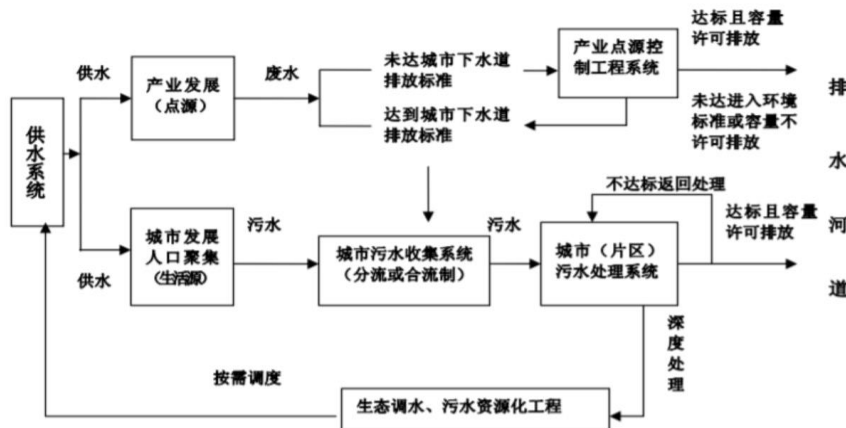 达标且容量
许可排放
产业点源控
制工程系统
未达城市下水道
排放标准
供水
产业发展
（点源）
废水
排
水
河
道
未达进入环境
标准或容量不
许可排放
达到城市下水道
排放标准
供水系统
不达标返回处理
达标且容量
许可排放
城市发展
人口聚集
（生活源）
污水
污水
城市污水收集系统
（分流或合流制）
城市（片区）
污水处理系统
供水
深度处理
按需调度
生态调水、污水资源化工程